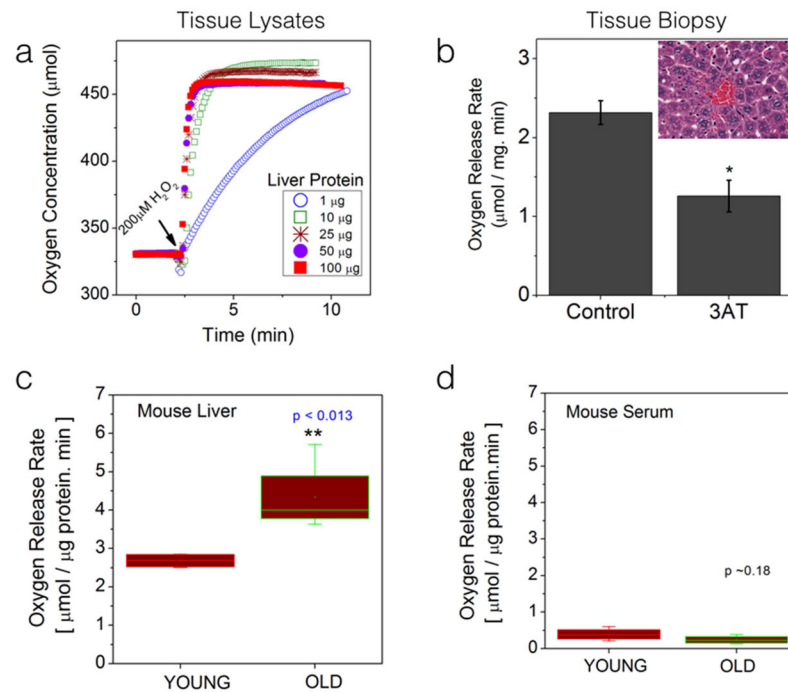 Tissue Lysates
Tissue Biopsy
a
Oxygen Concentration (μmol)
450
400
350
300
200μM H2O2
Liver Protein
1 μg
10 μg
25 μg
50 μg
100 μg
0
5
10
Time (min)
b
Oxygen Release Rate
(μmol / mg. min)
3
2
1
0
*
Control
3AT
c
Oxygen Release Rate
[ μmol / μg protein. min]
7
6
5
4
3
2
1
0
Mouse Liver
p < 0.013
**
YOUNG
OLD
d
Oxygen Release Rate
[ μmol / μg protein.min]
7
6
5
4
3
2
1
0
Mouse Serum
p ~0.18
YOUNG
OLD